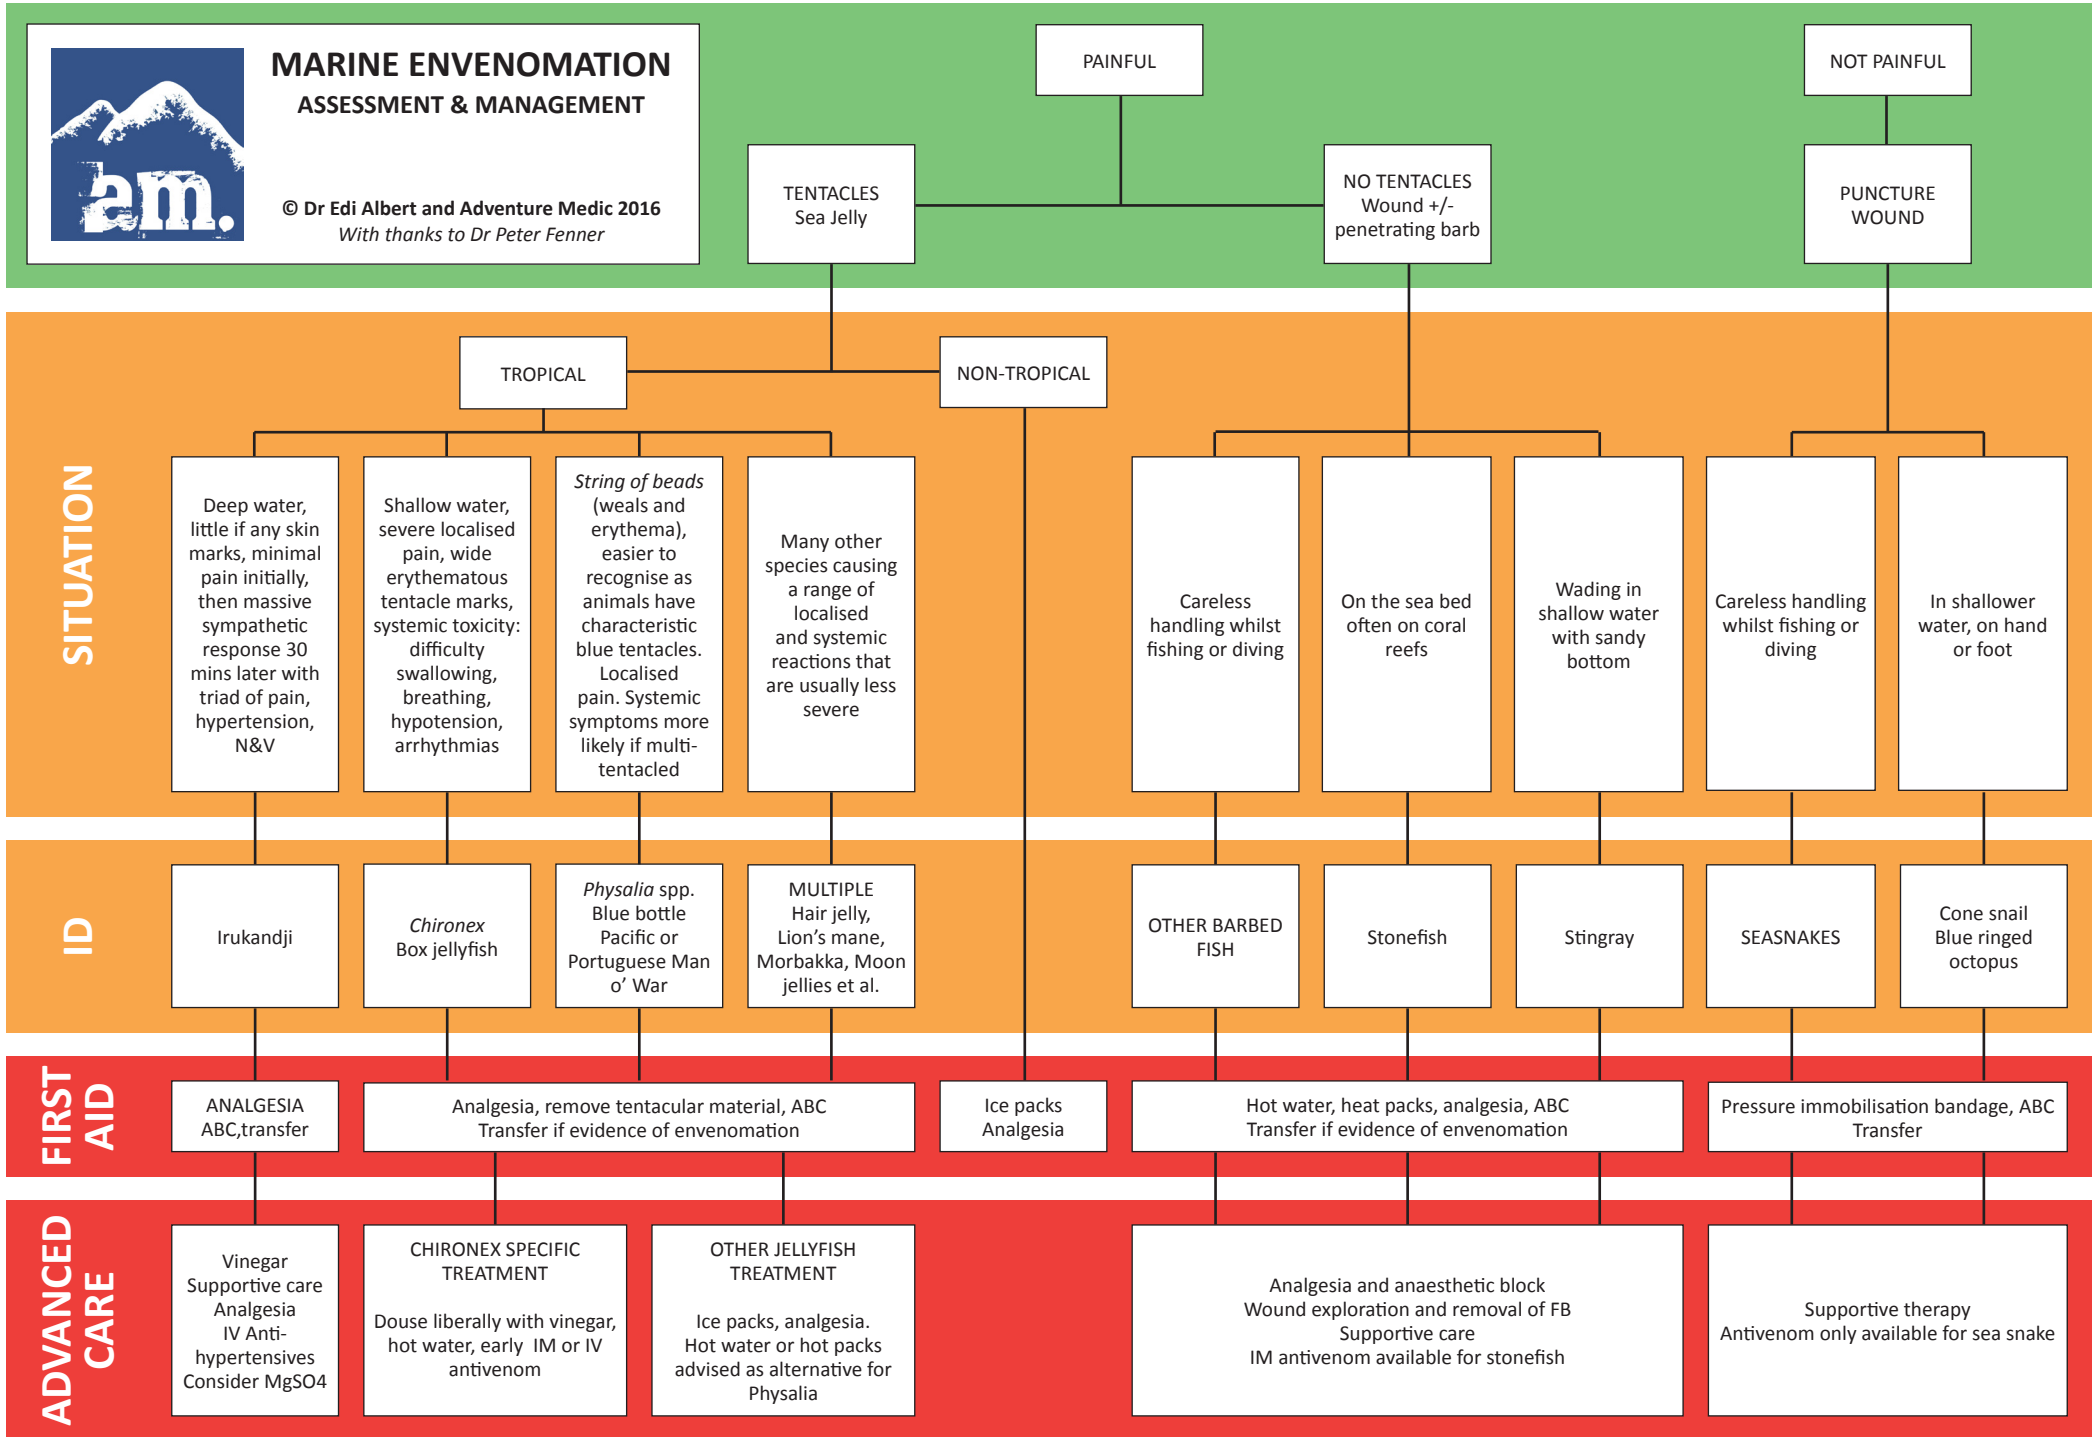 MARINE ENVENOMATION
ASSESSMENT & MANAGEMENT
am.
© Dr Edi Albert and Adventure Medic 2016
With thanks to Dr Peter Fenner
PAINFUL
NOT PAINFUL
TENTACLES
Sea Jelly
NO TENTACLES
Wound +/-
penetrating barb
PUNCTURE
WOUND
SITUATION
TROPICAL
NON-TROPICAL
Deep water,
little if any skin
marks, minimal
pain initially,
then massive
sympathetic
response 30
mins later with
triad of pain,
hypertension,
N&V
Shallow water,
severe localised
pain, wide
erythematous
tentacle marks,
systemic toxicity:
difficulty
swallowing,
breathing,
hypotension,
arrhythmias
String of beads
(weals and
erythema),
easier to
recognise as
animals have
characteristic
blue tentacles.
Localised
pain. Systemic
symptoms more
likely if multi-
tentacled
Many other
species causing
a range of
localised
and systemic
reactions that
are usually less
severe
Careless
handling whilst
fishing or diving
On the sea bed
often on coral
reefs
Wading in
shallow water
with sandy
bottom
Careless handling
whilst fishing or
diving
In shallower
water, on hand
or foot
ID
Irukandji
Chironex
Box jellyfish
Physalia spp.
Blue bottle
Pacific or
Portuguese Man
o' War
MULTIPLE
Hair jelly,
Lion's mane,
Morbakka, Moon
jellies et al.
OTHER BARBED
FISH
Stonefish
Stingray
SEASNAKES
Cone snail
Blue ringed
octopus
FIRST
AID
ANALGESIA
ABC,transfer
Analgesia, remove tentacular material, ABC
Transfer if evidence of envenomation
Ice packs
Analgesia
Hot water, heat packs, analgesia, ABC
Transfer if evidence of envenomation
Pressure immobilisation bandage, ABC
Transfer
ADVANCED
CARE
Vinegar
Supportive care
Analgesia
IV Anti-
hypertensives
Consider MgSO4
CHIRONEX SPECIFIC
TREATMENT
Douse liberally with vinegar,
hot water, early IM or IV
antivenom
OTHER JELLYFISH
TREATMENT
Ice packs, analgesia.
Hot water or hot packs
advised as alternative for
Physalia
Analgesia and anaesthetic block
Wound exploration and removal of FB
Supportive care
IM antivenom available for stonefish
Supportive therapy
Antivenom only available for sea snake